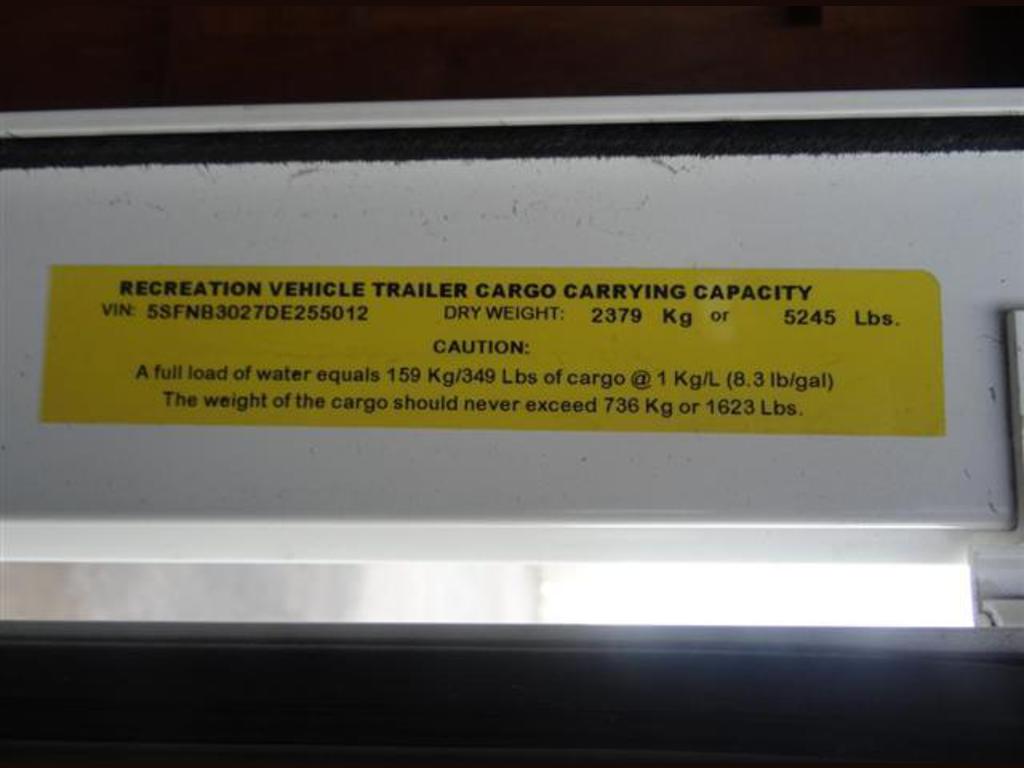 RECREATION VEHICLE TRAILER CARGO CARRYING CAPACITY
VIN: 5SFNB3027DE255012 DRY WEIGHT: 2379 Kg or 5245 Lbs.
CAUTION:
A full load of water equals 159 Kg/349 Lbs of cargo @ 1 Kg/L (8.3 lb/gal)
The weight of the cargo should never exceed 736 Kg or 1623 Lbs.